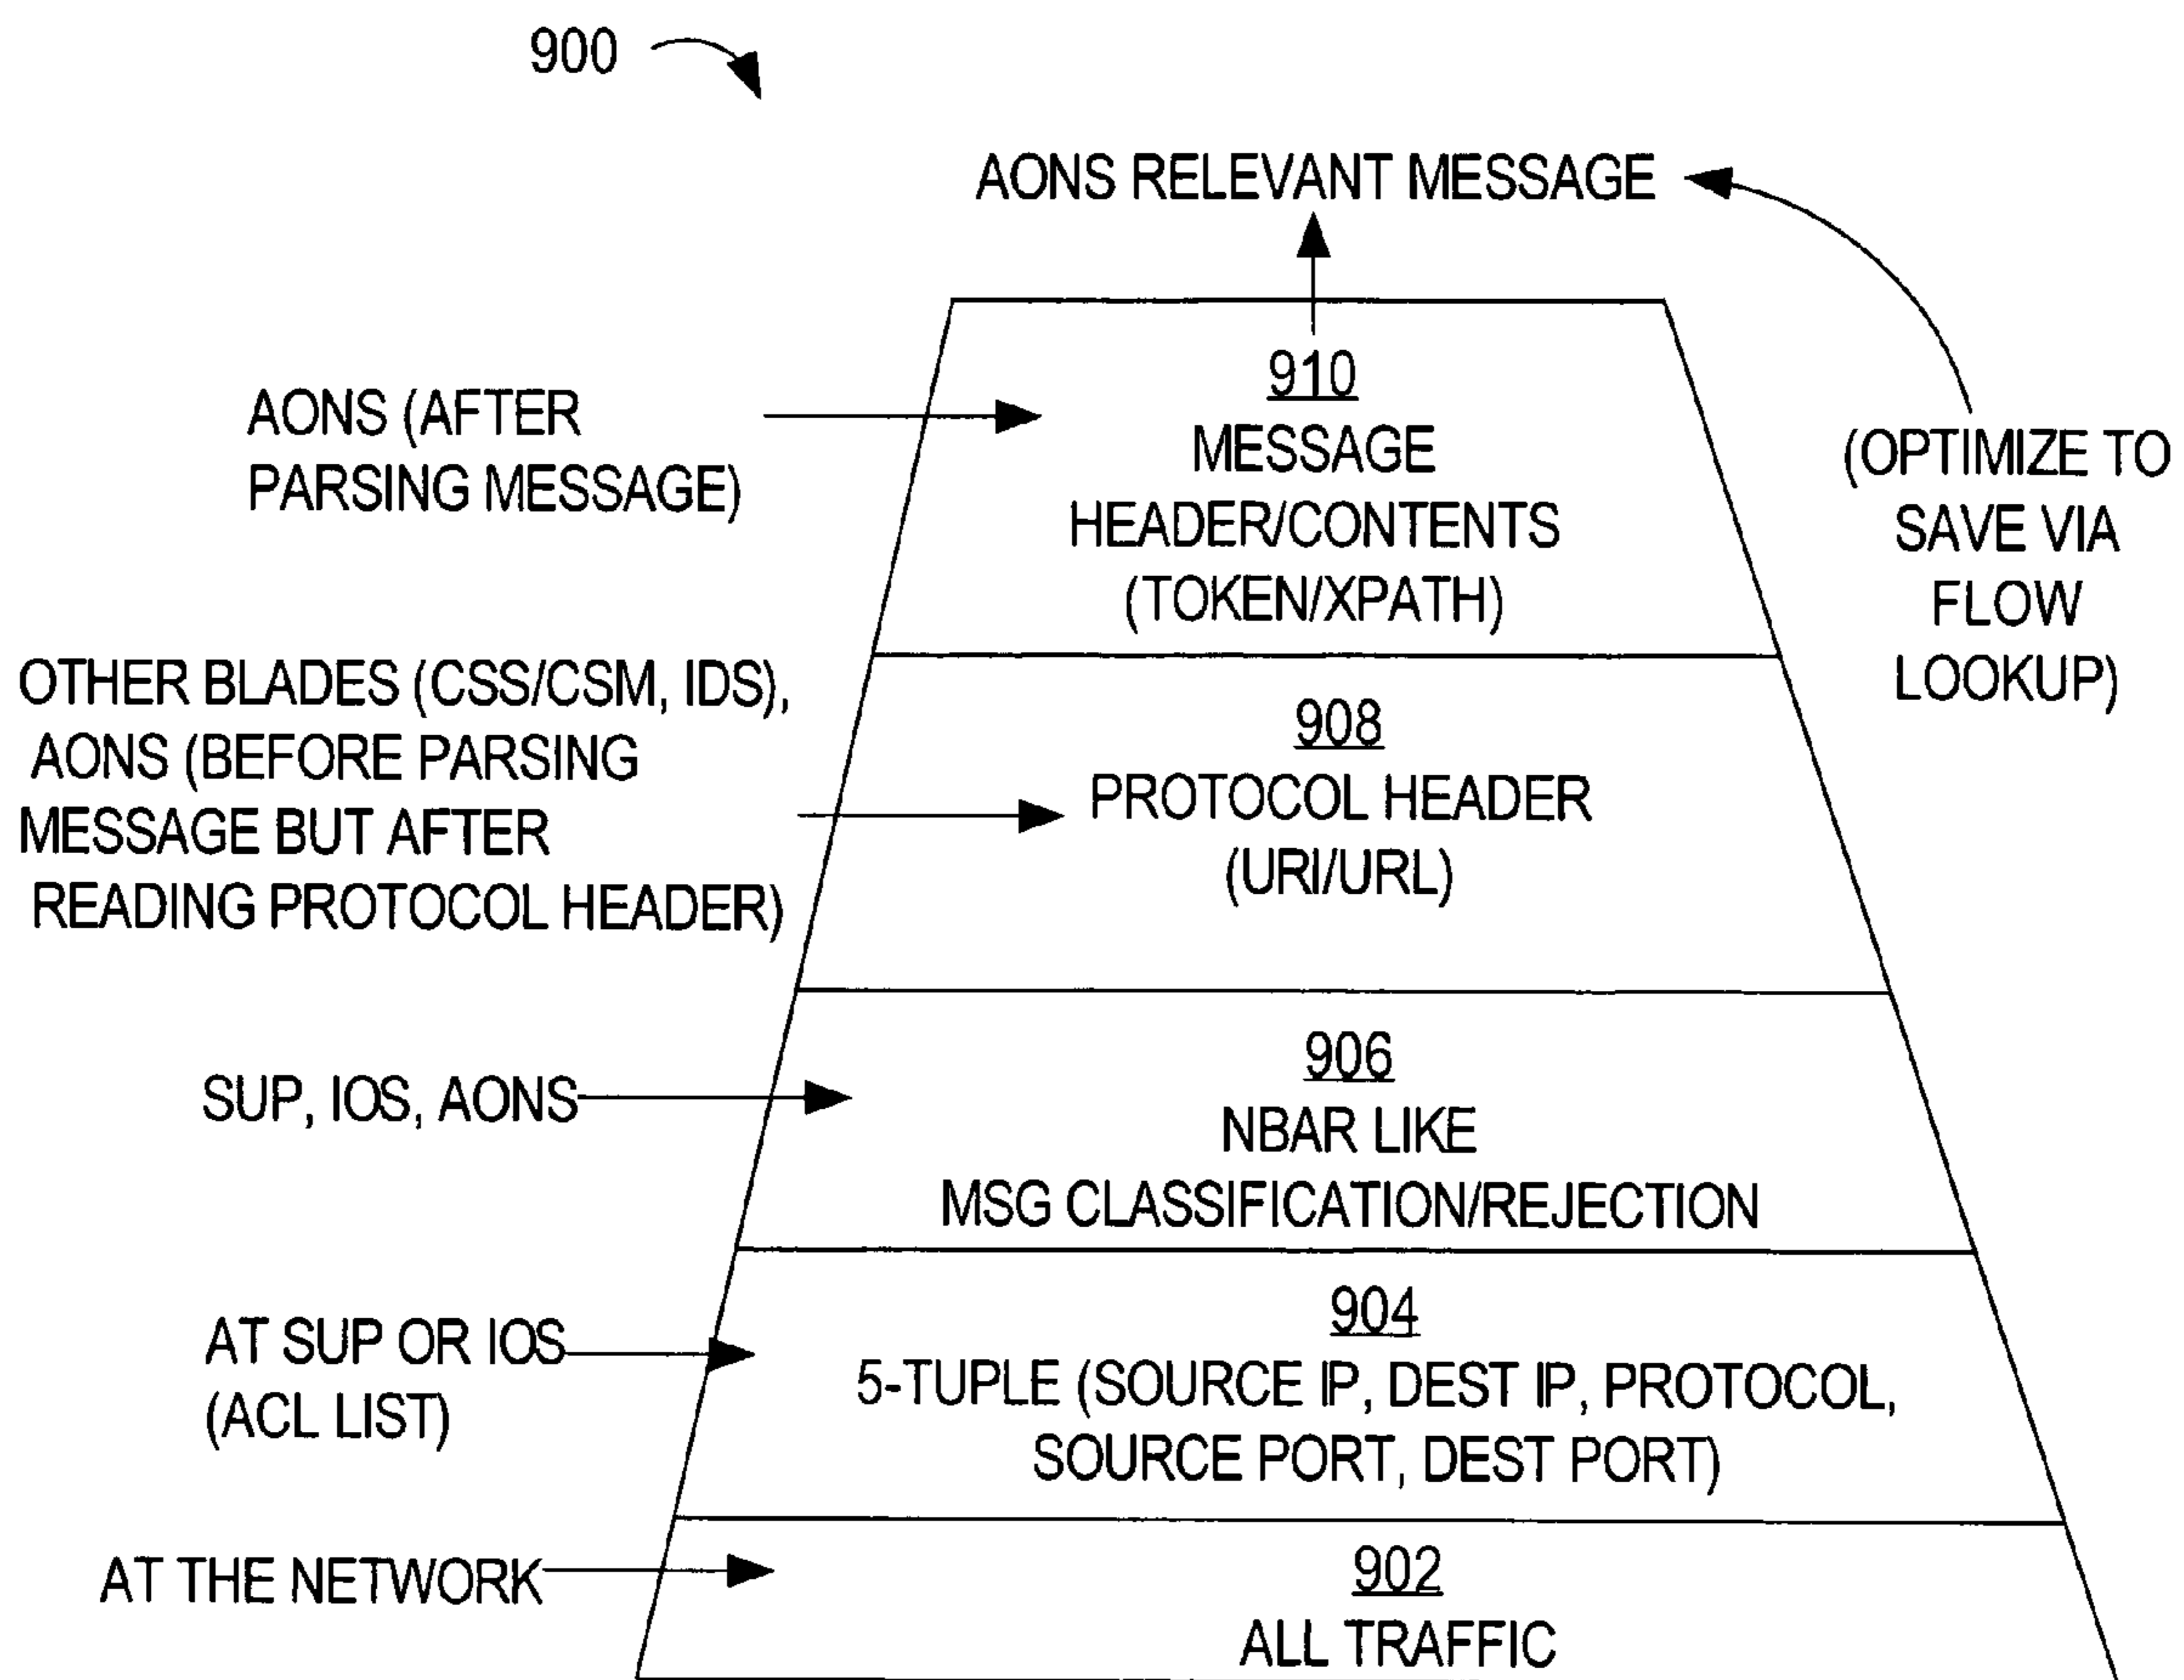 900
AONS RELEVANT MESSAGE
AONS (AFTER
PARSING MESSAGE)
910
MESSAGE
HEADER/CONTENTS
(TOKEN/XPATH)
(OPTIMIZE TO
SAVE VIA
FLOW
LOOKUP)
OTHER BLADES (CSS/CSM, IDS),
AONS (BEFORE PARSING
MESSAGE BUT AFTER
READING PROTOCOL HEADER)
908
PROTOCOL HEADER
(URI/URL)
SUP, IOS, AONS
906
NBAR LIKE
MSG CLASSIFICATION/REJECTION
AT SUP OR IOS
(ACL LIST)
904
5-TUPLE (SOURCE IP, DEST IP, PROTOCOL,
SOURCE PORT, DEST PORT)
AT THE NETWORK
902
ALL TRAFFIC